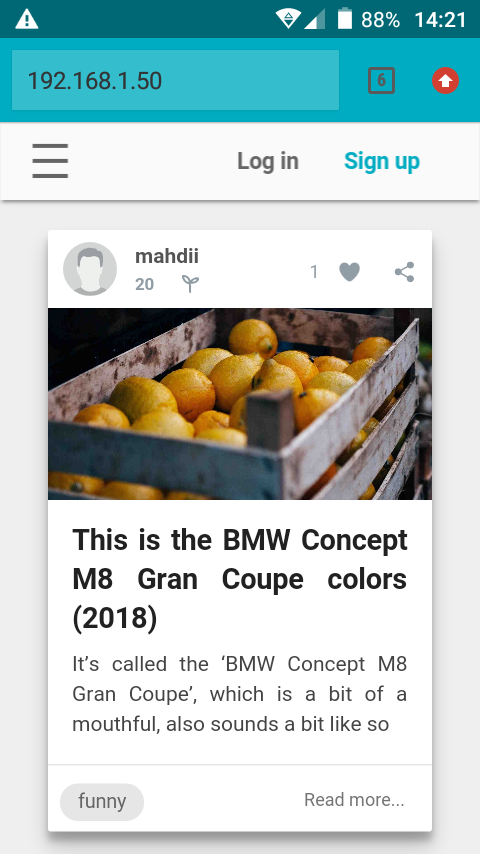 88% 14:21
192.168.1.50 6
Log in Sign up
mahdii
20 1
This is the BMW Concept
M8 Gran Coupe colors
(2018)
It’s called the ‘BMW Concept M8
Gran Coupe’, which is a bit of a
mouthful, also sounds a bit like so
funny Read more...